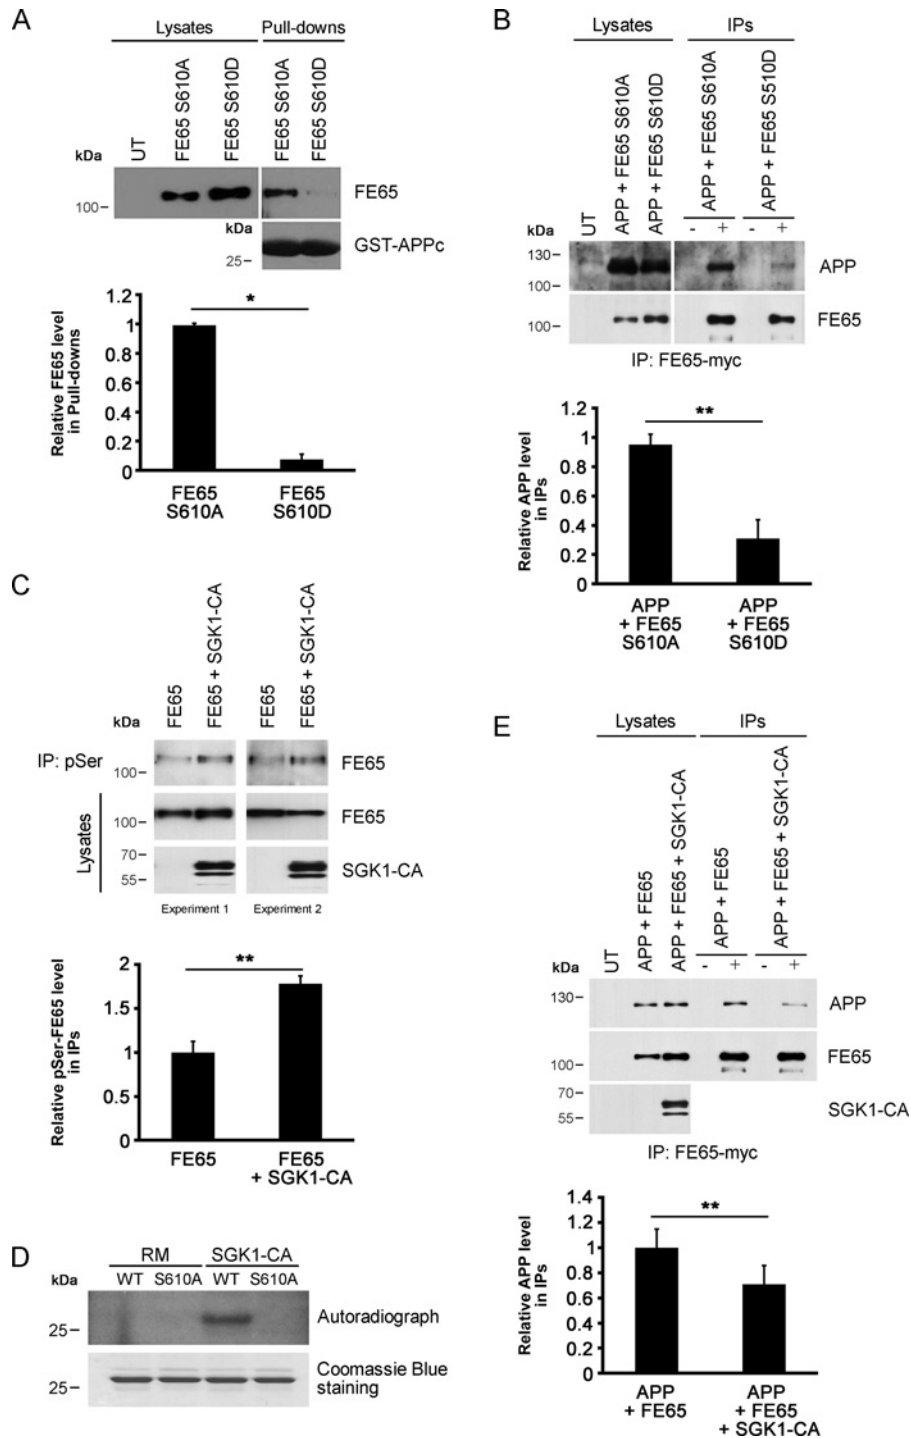 A
Lysates
Pull-downs
UT
FE65 S610A
FE65 S610D
FE65 S610A
FE65 S610D
kDa
100
FE65
kDa
25
GST-APPc
1.2
1
0.8
0.6
0.4
0.2
0
*
Relative FE65 level
in Pull-downs
FE65
S610A
FE65
S610D
B
Lysates
IPs
UT
APP + FE65 S610A
APP + FE65 S610D
APP + FE65 S610A
APP + FE65 S510D
- + - +
kDa
130
100
APP
100
FE65
IP: FE65-myc
1.2
1
0.8
0.6
0.4
0.2
0
**
Relative APP level
in IPs
APP
+ FE65
S610A
APP
+ FE65
S610D
C
FE65
FE65 + SGK1-CA
FE65
FE65 + SGK1-CA
kDa
IP: pSer
100
FE65
Lysates
100
FE65
70
55
SGK1-CA
Experiment 1
Experiment 2
2
1.5
1
0.5
0
**
Relative pSer-FE65 level
in IPs
FE65
FE65
+ SGK1-CA
D
RM
SGK1-CA
kDa
WT S610A WT S610A
25
Autoradiograph
25
Coomassie Blue
staining
E
Lysates
IPs
UT
APP + FE65
APP + FE65 + SGK1-CA
APP + FE65
APP + FE65 + SGK1-CA
- + - +
kDa
130
APP
100
FE65
70
55
SGK1-CA
IP: FE65-myc
1.4
1.2
1
0.8
0.6
0.4
0.2
0
**
Relative APP level
in IPs
APP
+ FE65
APP
+ FE65
+ SGK1-CA